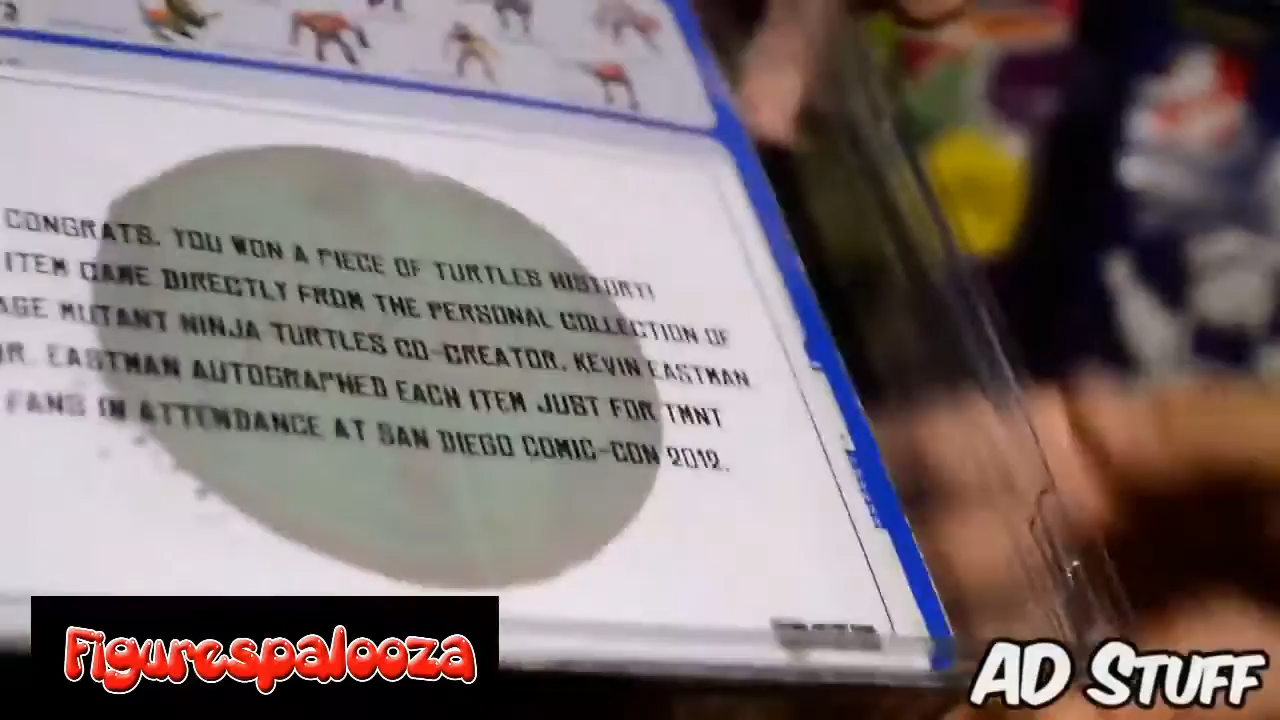 CONGRATS. YOU WON A PIECE OF TURTLES HISTORY!
ITEM CAME DIRECTLY FROM THE PERSONAL COLLECTION OF
AGE MUTANT NINJA TURTLES CO-CREATOR, KEVIN EASTMAN
R. EASTMAN AUTOGRAPHED EACH ITEM JUST FOR TMNT
FANS IN ATTENDANCE AT SAN DIEGO COMIC-CON 2012.
Figurespalooza
AD STUFF